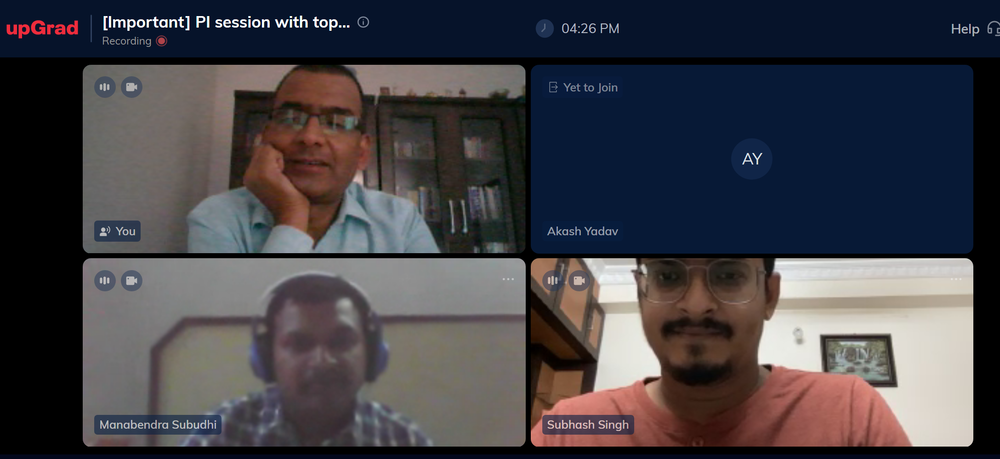 upGrad
[Important] PI session with top...
Recording
04:26 PM
Help
You
Yet to Join
AY
Akash Yadav
Manabendra Subudhi
Subhash Singh